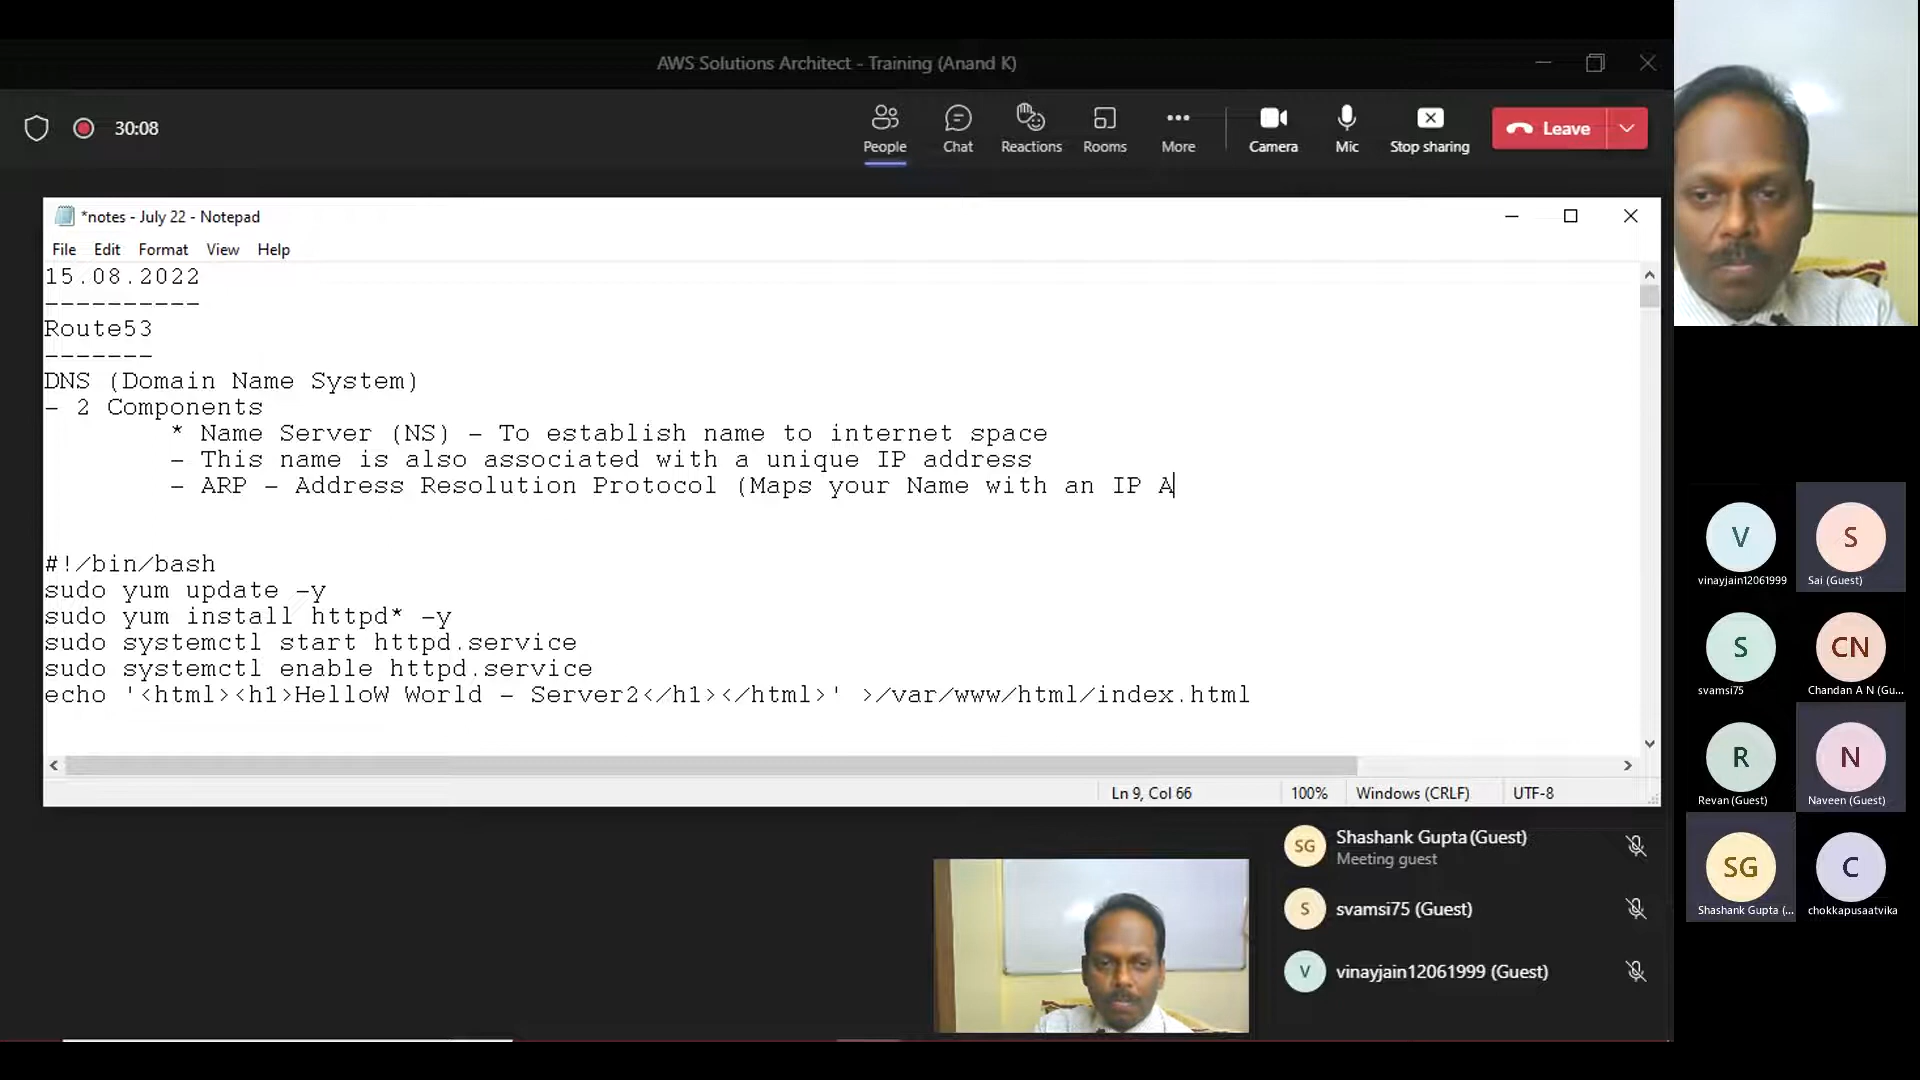 AWS Solutions Architect - Training (Anand K)
30:08
People
Chat
Reactions
Rooms
More
Camera
Mic
Stop sharing
Leave
*notes - July 22 - Notepad
File Edit Format View Help
15.08.2022
----------
Route53
-------
DNS (Domain Name System)
- 2 Components
* Name Server (NS) - To establish name to internet space
- This name is also associated with a unique IP address
- ARP - Address Resolution Protocol (Maps your Name with an IP A
#!/bin/bash
sudo yum update -y
sudo yum install httpd* -y
sudo systemctl start httpd.service
sudo systemctl enable httpd.service
echo '<html><h1>HelloW World - Server2</h1></html>' >/var/www/html/index.html
Ln 9, Col 66
100%
Windows (CRLF)
UTF-8
SG
Shashank Gupta (Guest)
Meeting guest
S
svamsi75 (Guest)
V
vinayjain12061999 (Guest)
V
vinayjain12061999
S
Sai (Guest)
S
svamsi75
CN
Chandan A N (Gu...
R
Revan (Guest)
N
Naveen (Guest)
SG
Shashank Gupta (...
C
chokkapusaatvika